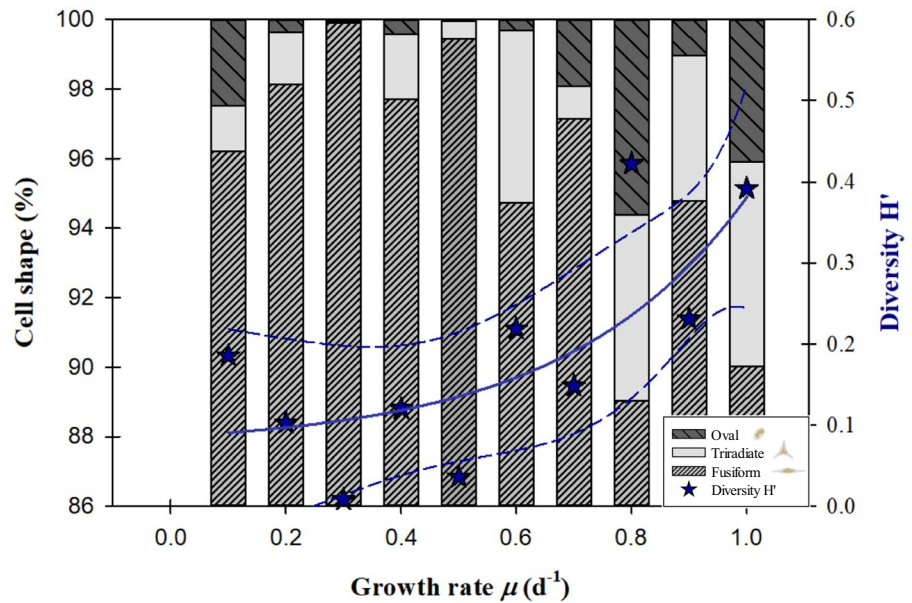 100
98
96
94
92
90
88
86
Cell shape (%)
0.6
0.5
0.4
0.3
0.2
0.1
0.0
Diversity H'
Oval
Triradiate
Fusiform
Diversity H'
0.0 0.2 0.4 0.6 0.8 1.0
Growth rate μ (d⁻¹)